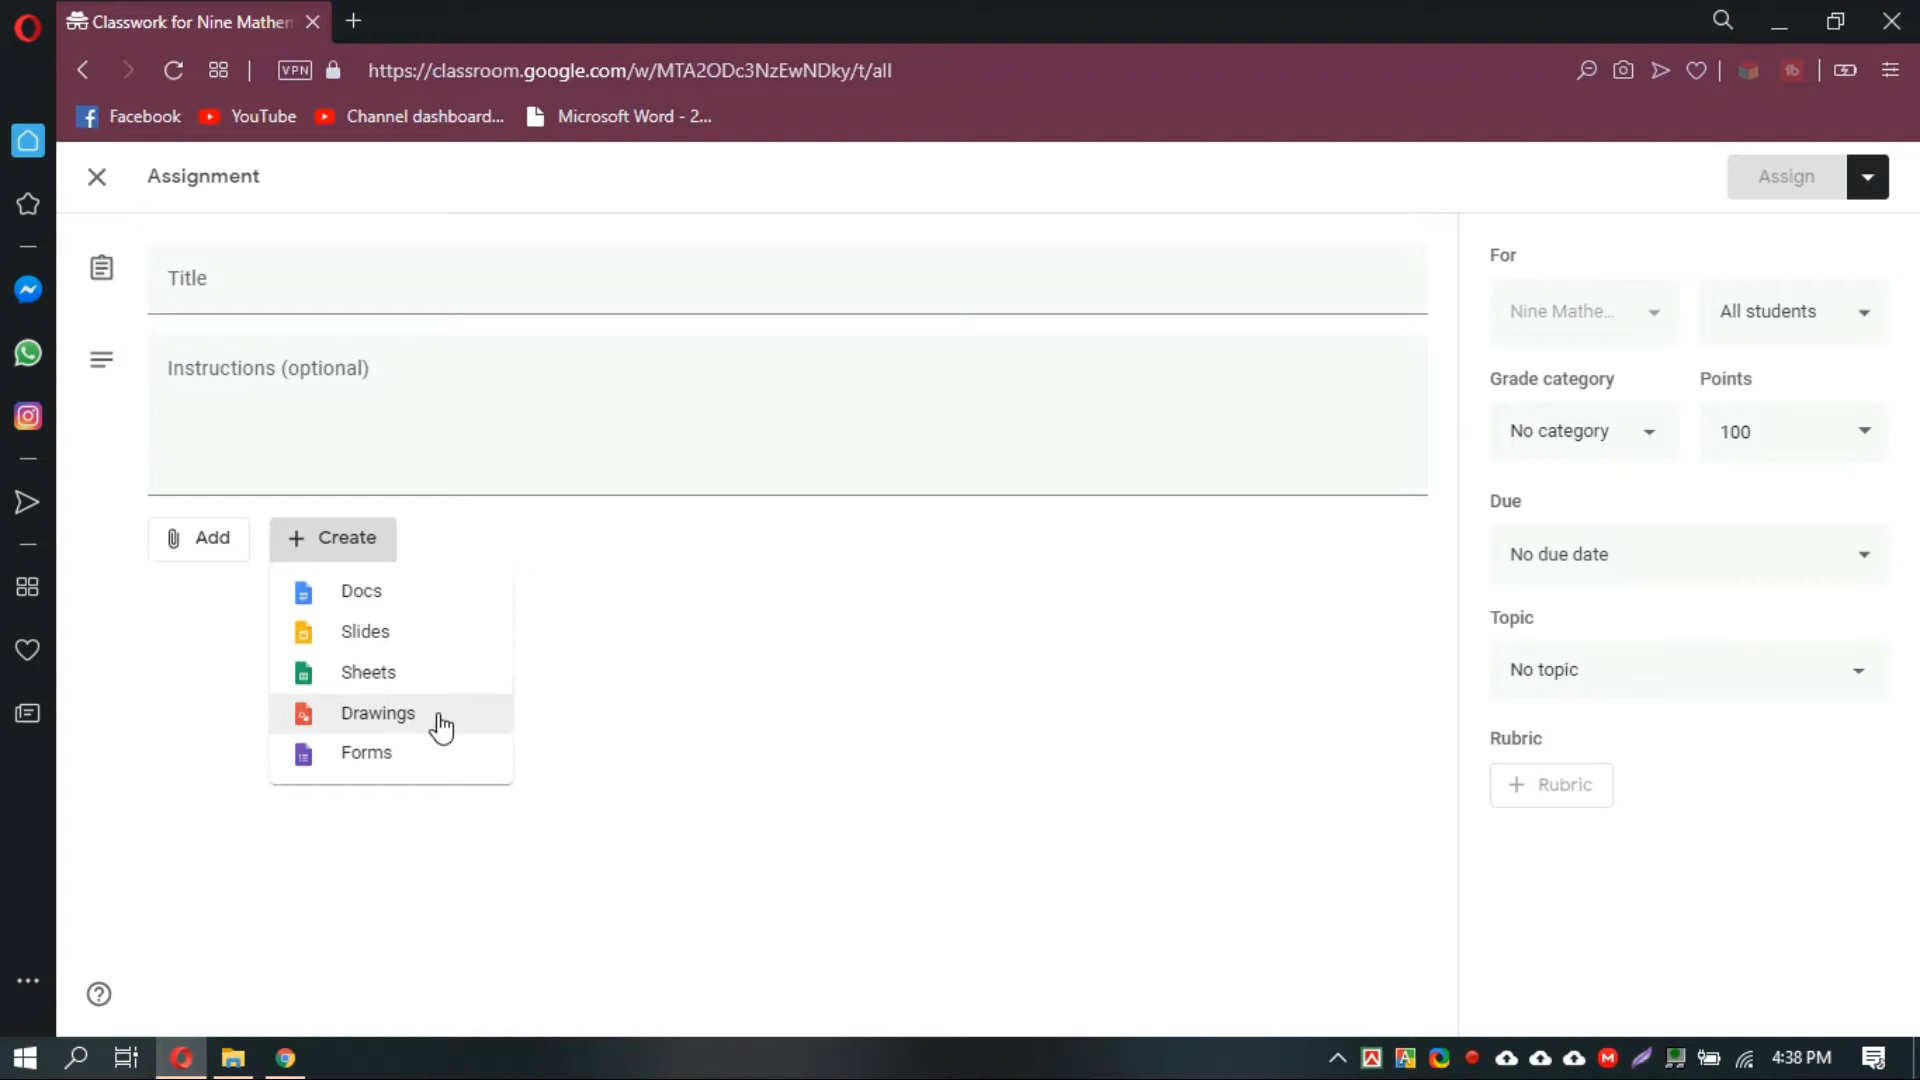 Classwork for Nine Mathem
VPN
https://classroom.google.com/w/MTA2ODc3NzEwNDky/t/all
Facebook
YouTube
Channel dashboard...
Microsoft Word - 2...
Assignment
Assign
Title
Instructions (optional)
Add
Create
Docs
Slides
Sheets
Drawings
Forms
For
Nine Mathe...
All students
Grade category
Points
No category
100
Due
No due date
Topic
No topic
Rubric
Rubric
4:38 PM